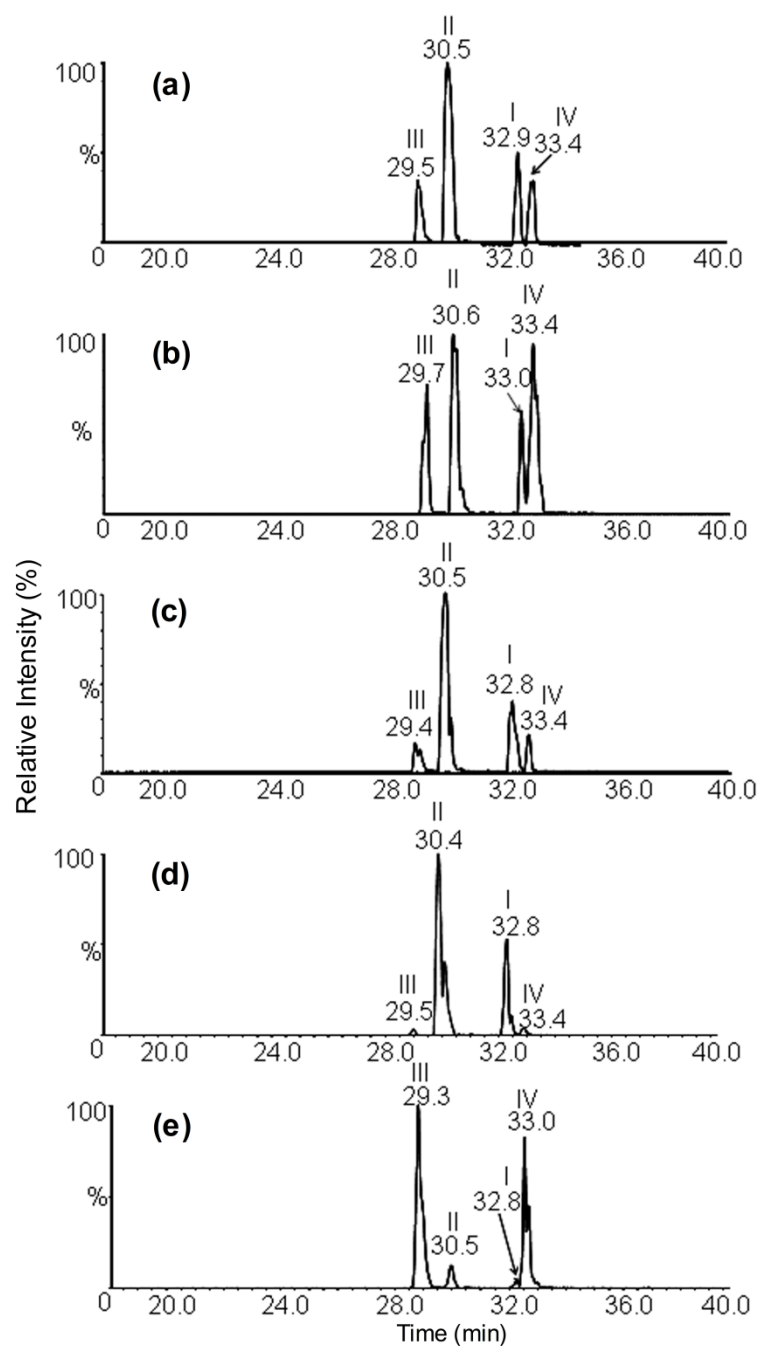 Relative Intensity (%)
II
30.5
100
(a)
I
IV
III
32.9
33.4
%
29.5
0 20.0 24.0 28.0 32.0 36.0 40.0
II
IV
30.6
33.4
100
(b)
III
I
29.7
33.0
%
0 20.0 24.0 28.0 32.0 36.0 40.0
II
30.5
100
(c)
I
32.8
IV
III
33.4
%
29.4
0 20.0 24.0 28.0 32.0 36.0 40.0
II
30.4
100
(d)
I
32.8
%
III
IV
29.5
33.4
0 20.0 24.0 28.0 32.0 36.0 40.0
III
IV
29.3
33.0
100
(e)
I
32.8
%
II
30.5
0 20.0 24.0 28.0 32.0 36.0 40.0
Time (min)